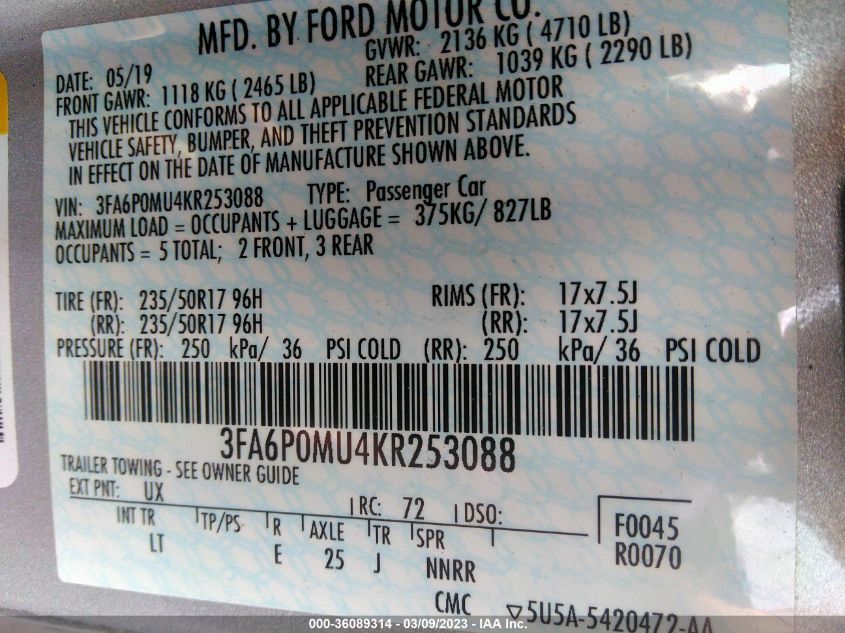 MFD. BY FORD MOTOR CO.
DATE: 05/19 GVWR: 2136 KG ( 4710 LB)
FRONT GAWR: 1118 KG ( 2465 LB) REAR GAWR: 1039 KG ( 2290 LB)
THIS VEHICLE CONFORMS TO ALL APPLICABLE FEDERAL MOTOR
VEHICLE SAFETY, BUMPER, AND THEFT PREVENTION STANDARDS
IN EFFECT ON THE DATE OF MANUFACTURE SHOWN ABOVE.
VIN: 3FA6P0MU4KR253088 TYPE: Passenger Car
MAXIMUM LOAD = OCCUPANTS + LUGGAGE = 375KG/ 827LB
OCCUPANTS = 5 TOTAL; 2 FRONT, 3 REAR
TIRE (FR): 235/50R17 96H RIMS (FR): 17x7.5J
(RR): 235/50R17 96H (RR): 17x7.5J
PRESSURE (FR): 250 kPa/ 36 PSI COLD (RR): 250 kPa/ 36 PSI COLD
3FA6P0MU4KR253088
TRAILER TOWING - SEE OWNER GUIDE
EXT PNT: UX RC: 72 DSO:
INT TR TP/PS R AXLE TR SPR F0045
LT E 25 J NNRR R0070
CMC ▽5U5A-5420472-AA
000-36089314 - 03/09/2023 - IAA Inc.